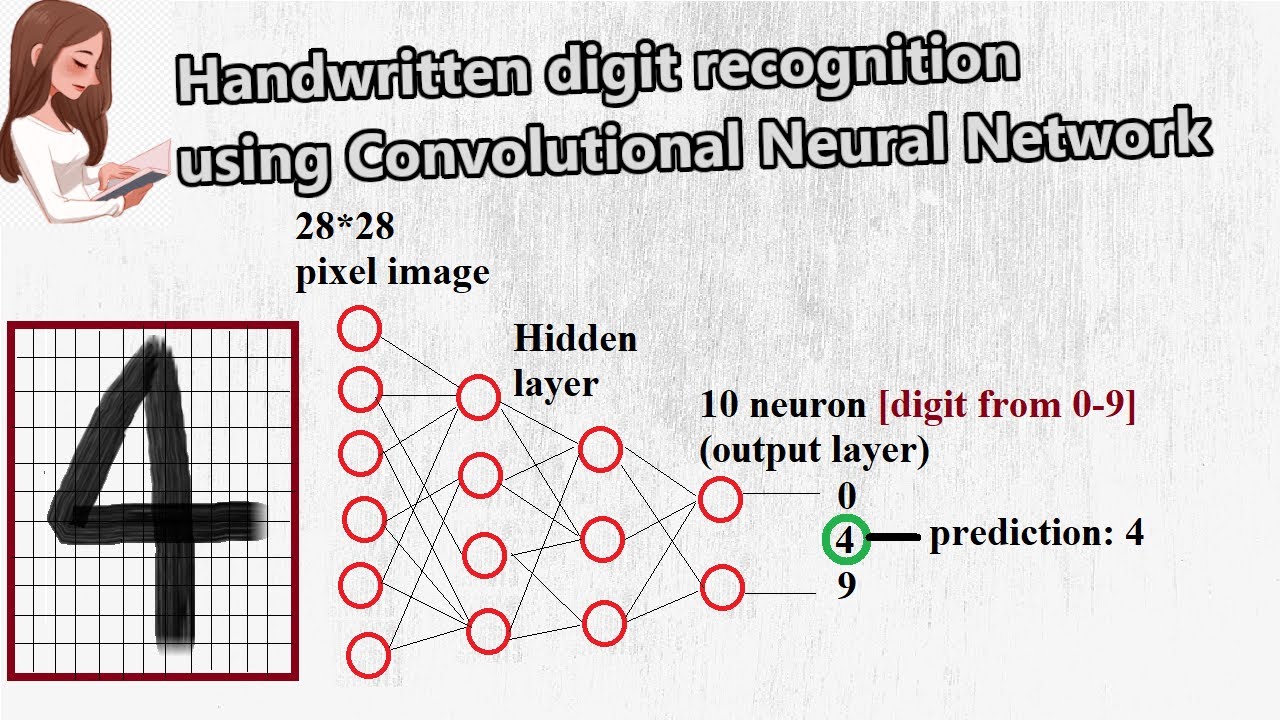 Handwritten digit recognition
using Convolutional Neural Network
28*28
pixel image
4
Hidden
layer
10 neuron [digit from 0-9]
(output layer)
0
4 prediction: 4
9